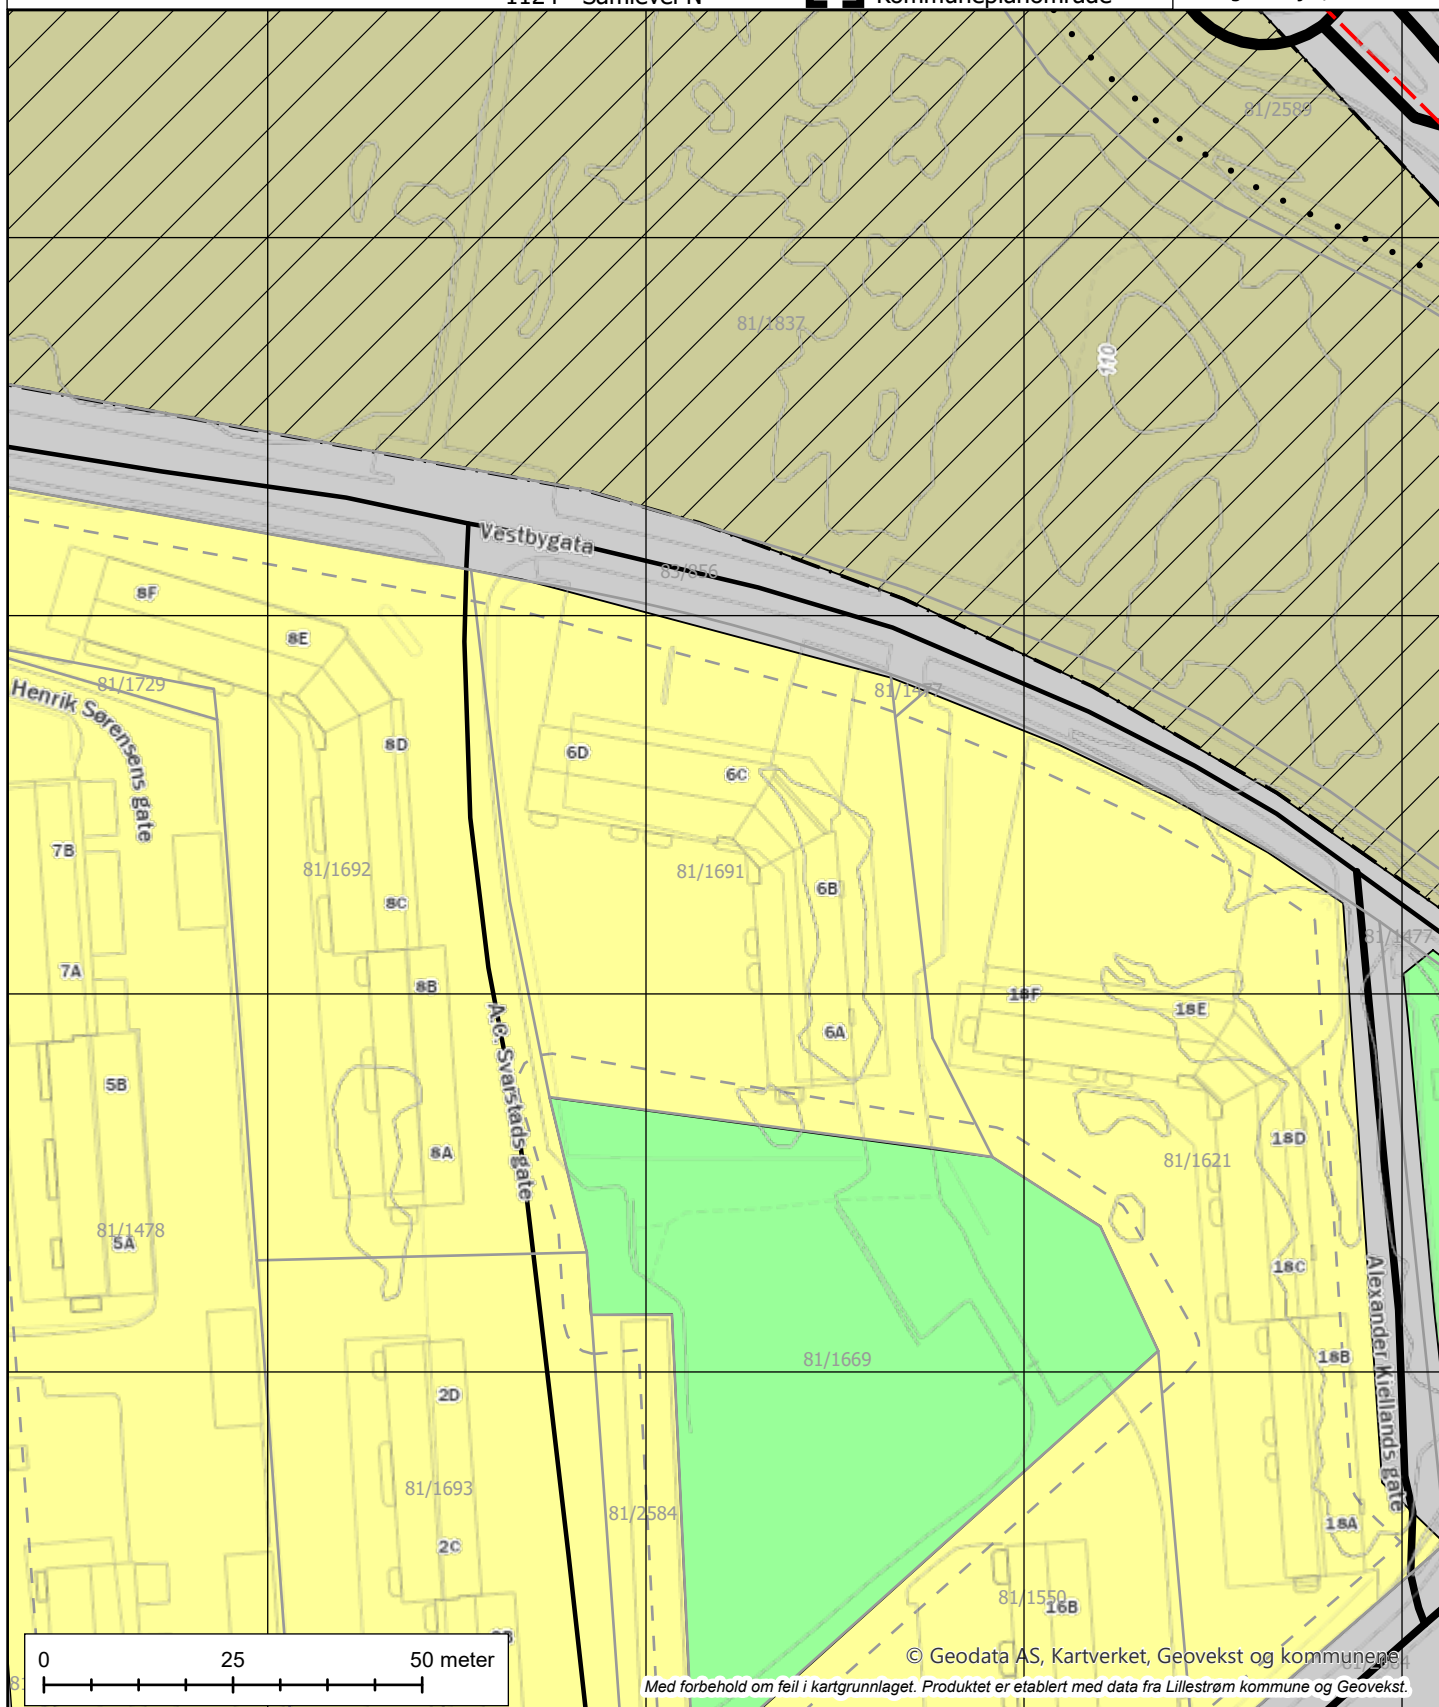 1124 - Samlevei N
Kommuneplanområde
81/2589
81/1837
110
Vestbygata
83/856
8F
8E
81/1729
81/1477
Henrik Sørensens gate
8D
6D
6C
7B
81/1692
81/1691
6B
8C
81/1477
7A
8B
18F
18E
6A
A.C. Svarstads gate
5B
18D
8A
81/1621
81/1478
5A
18C
Alexander Kiellands gate
18B
81/1669
2D
81/1693
81/2584
18A
2C
81/1550
16B
0 25 50 meter
© Geodata AS, Kartverket, Geovekst og kommunene
Med forbehold om feil i kartgrunnlaget. Produktet er etablert med data fra Lillestrøm kommune og Geovekst.